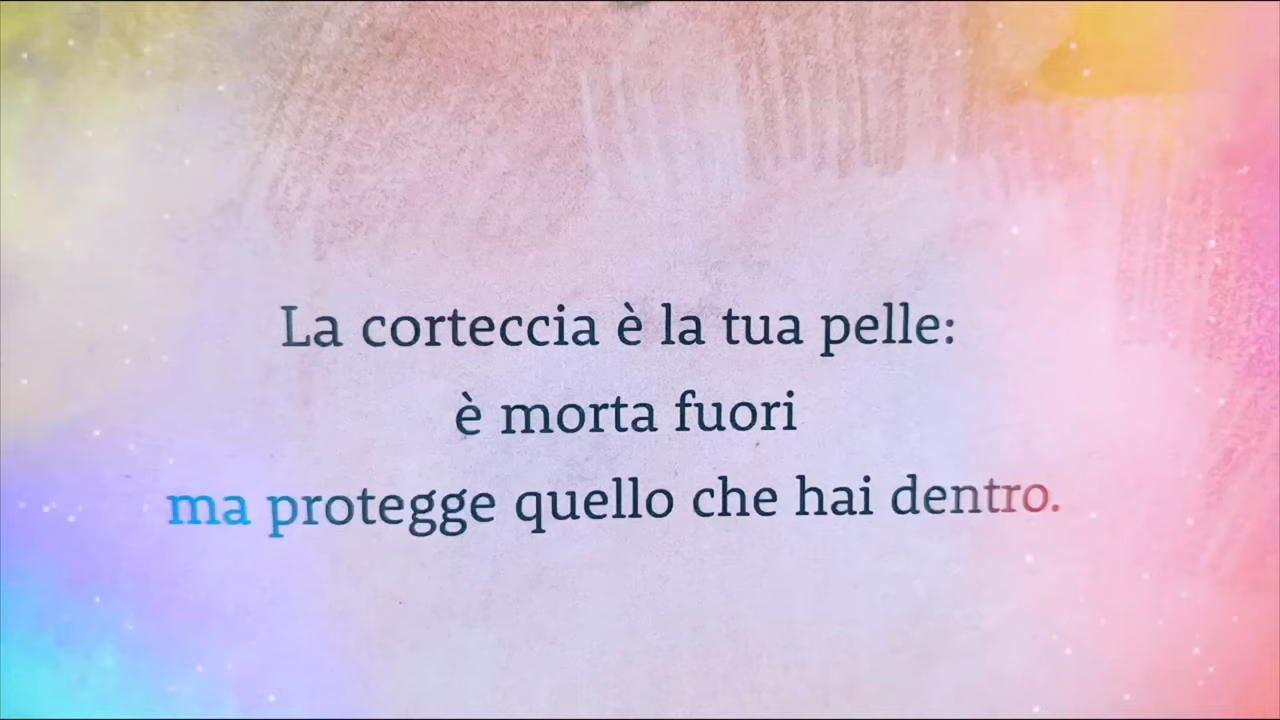 La corteccia è la tua pelle:
è morta fuori
ma protegge quello che hai dentro.